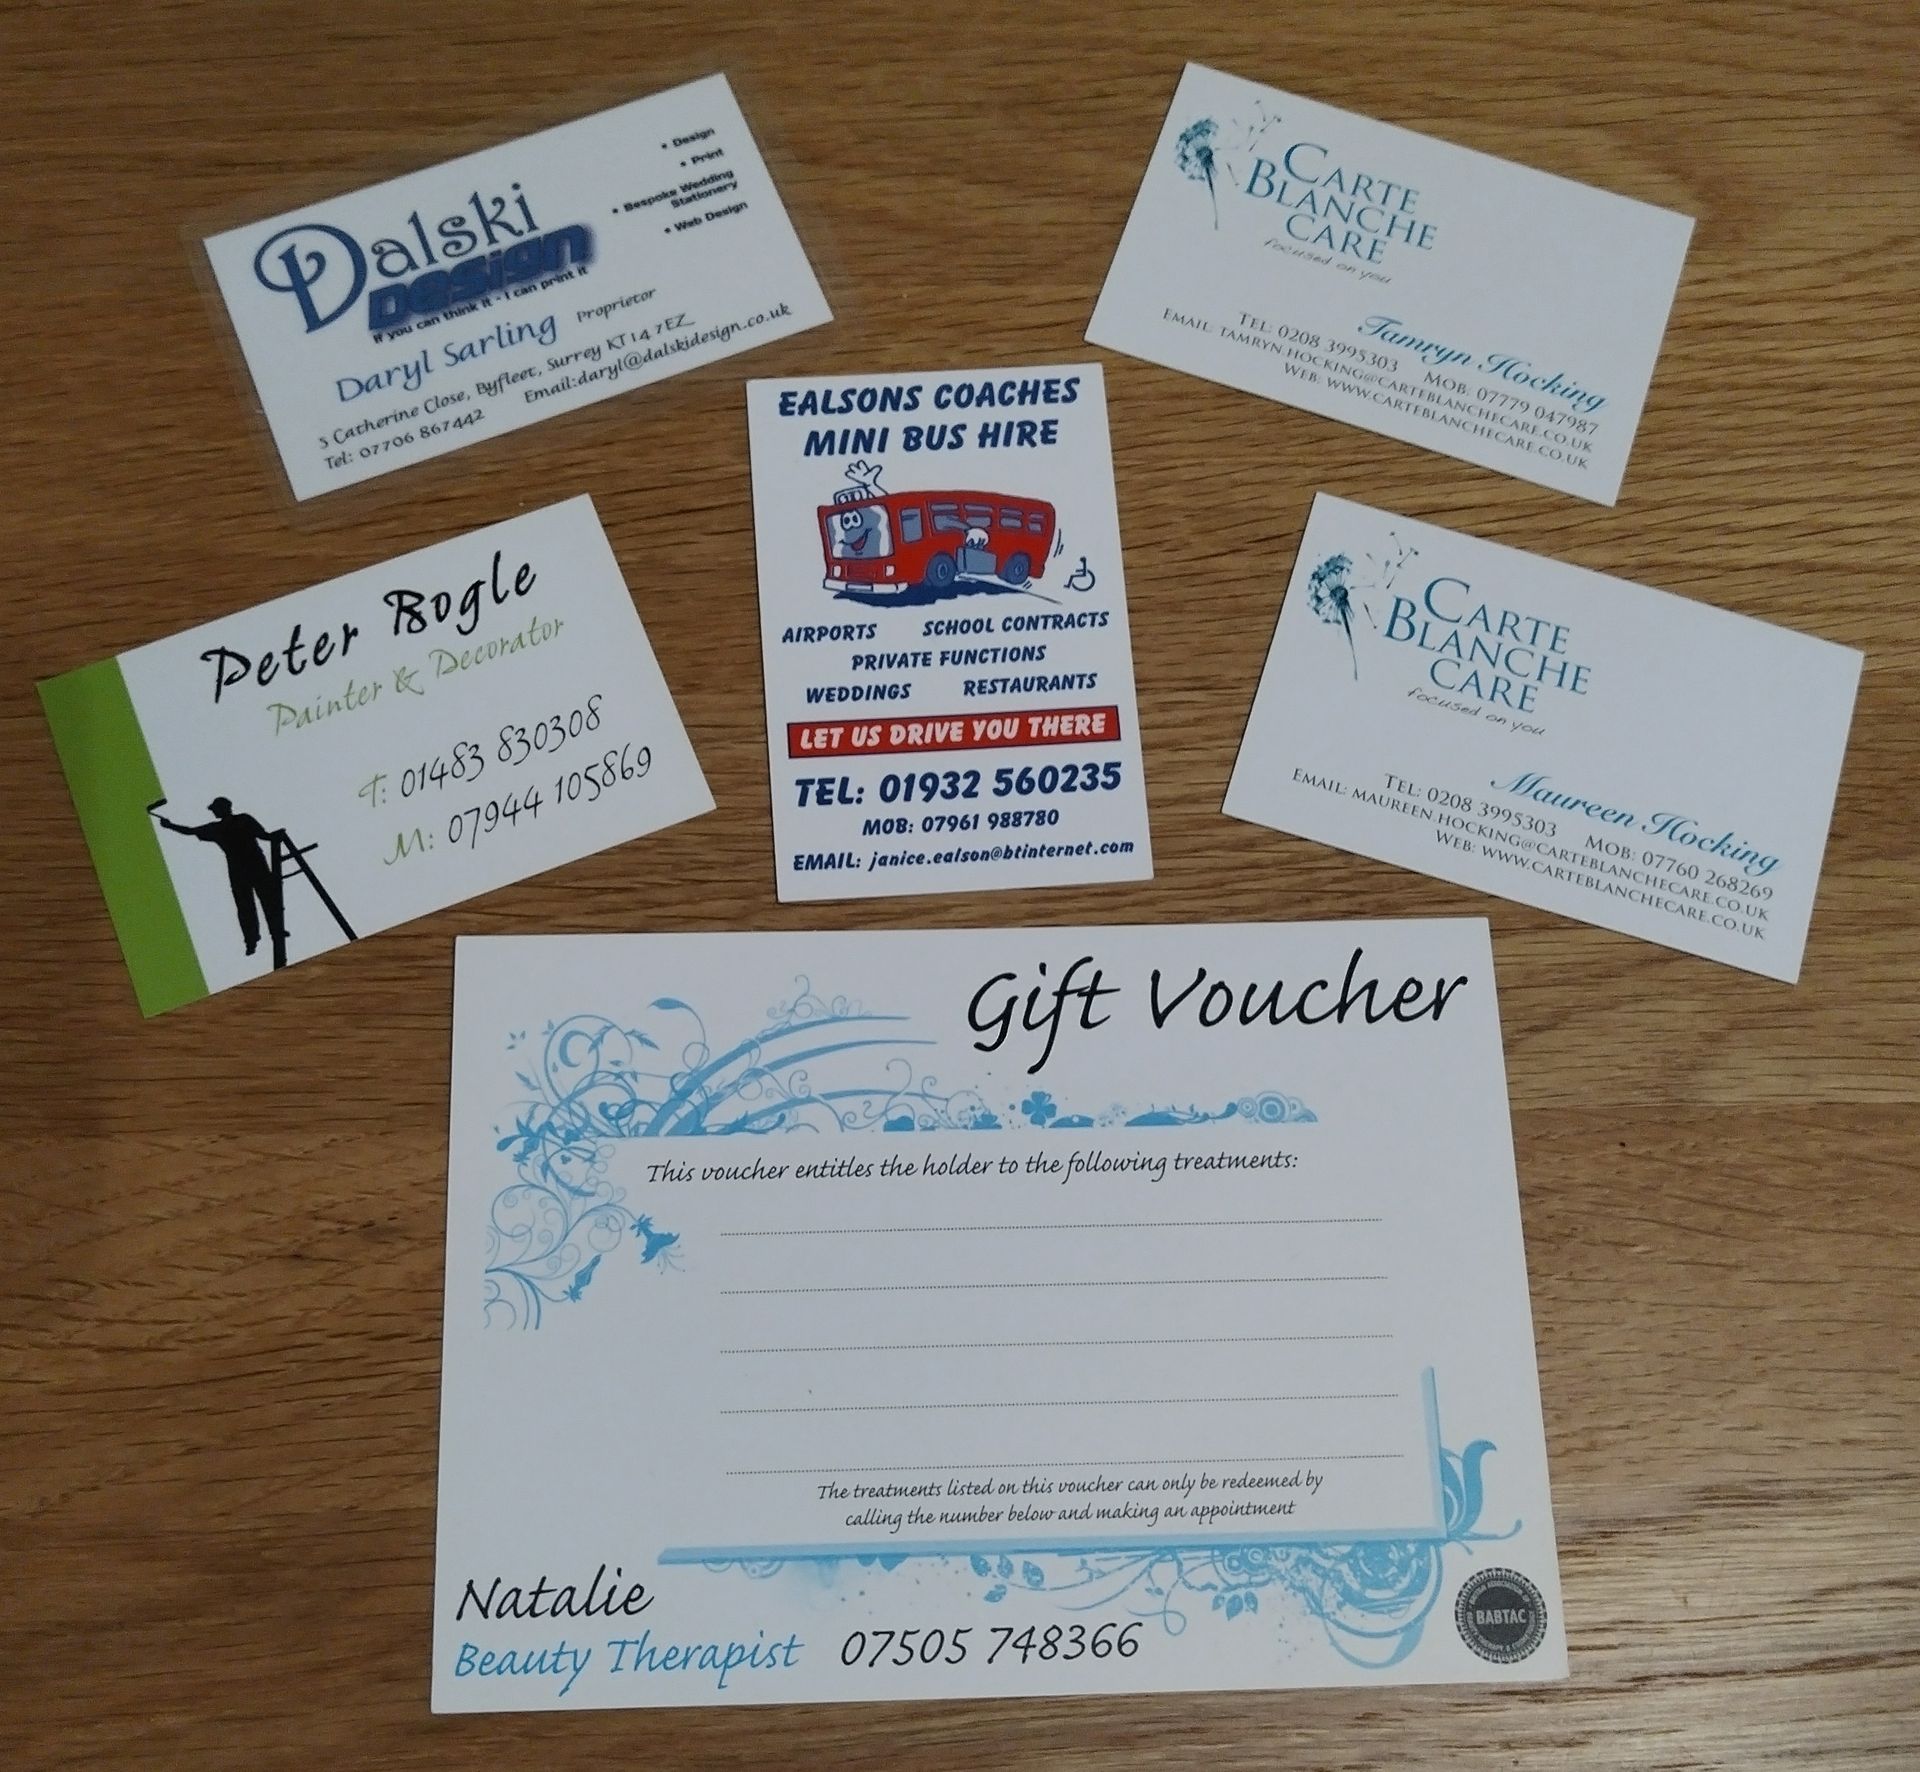 Dalski
Design
If you can think it - I can print it
• Design
• Print
• Bespoke Wedding
Stationery
• Web Design
Daryl Sarling Proprietor
5 Catherine Close, Byfleet, Surrey KT14 7EZ
Tel: 07706 867442 Email:daryl@dalskidesign.co.uk
CARTE
BLANCHE
CARE
focused on you
Tamryn Hocking
TEL: 0208 3995303 MOB: 07779 047987
EMAIL: TAMRYN.HOCKING@CARTEBLANCHECARE.CO.UK
WEB: WWW.CARTEBLANCHECARE.CO.UK
EALSONS COACHES
MINI BUS HIRE
AIRPORTS SCHOOL CONTRACTS
PRIVATE FUNCTIONS
WEDDINGS RESTAURANTS
LET US DRIVE YOU THERE
TEL: 01932 560235
MOB: 07961 988780
EMAIL: janice.ealson@btinternet.com
Peter Bogle
Painter & Decorator
T: 01483 830308
M: 07944 105869
CARTE
BLANCHE
CARE
focused on you
Maureen Hocking
TEL: 0208 3995303 MOB: 07760 268269
EMAIL: MAUREEN.HOCKING@CARTEBLANCHECARE.CO.UK
WEB: WWW.CARTEBLANCHECARE.CO.UK
Gift Voucher
This voucher entitles the holder to the following treatments:
The treatments listed on this voucher can only be redeemed by
calling the number below and making an appointment
Natalie
Beauty Therapist 07505 748366
BABTAC